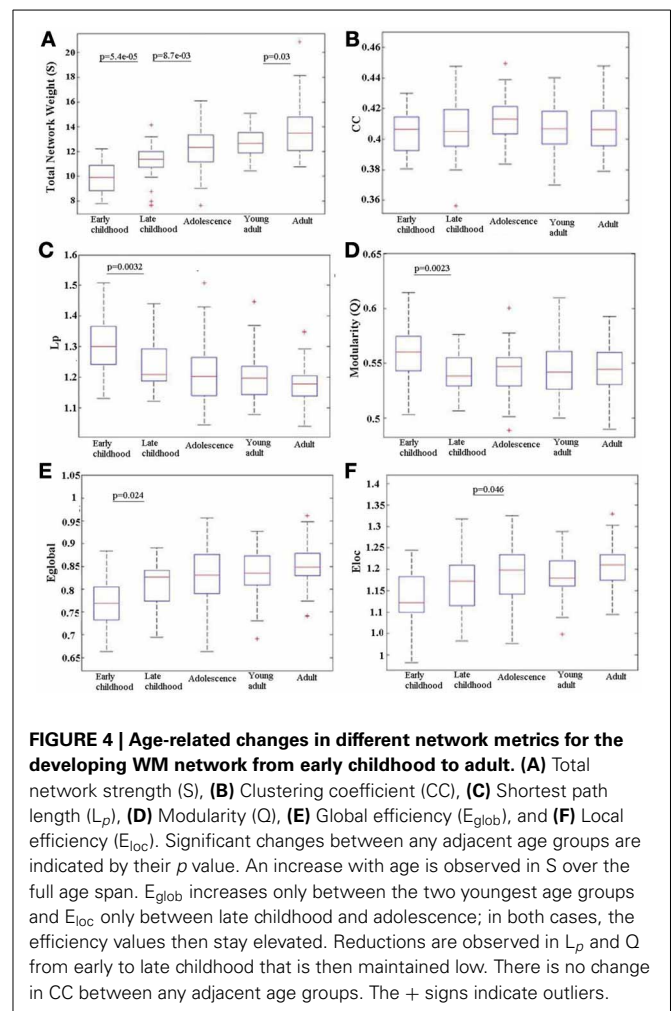 A
p=5.4e-05
p=8.7e-03
p=0.03
Total Network Weight (S)
20
18
16
14
12
10
8
Early childhood
Late childhood
Adolescence
Young adult
Adult
B
CC
0.46
0.44
0.42
0.4
0.38
0.36
Early childhood
Late childhood
Adolescence
Young adult
Adult
C
p=0.0032
Lp
1.6
1.5
1.4
1.3
1.2
1.1
Early childhood
Late childhood
Adolescence
Young adult
Adult
D
p=0.0023
Modularity (Q)
0.65
0.6
0.55
0.5
Early childhood
Late childhood
Adolescence
Young adult
Adult
E
p=0.024
Eglobal
1.05
1
0.95
0.9
0.85
0.8
0.75
0.7
0.65
Early childhood
Late childhood
Adolescence
Young adult
Adult
F
p=0.046
Eloc
1.4
1.35
1.3
1.25
1.2
1.15
1.1
1.0
1
Early childhood
Late childhood
Adolescence
Young adult
Adult
FIGURE 4 | Age-related changes in different network metrics for the
developing WM network from early childhood to adult. (A) Total
network strength (S), (B) Clustering coefficient (CC), (C) Shortest path
length (Lp), (D) Modularity (Q), (E) Global efficiency (Eglob), and (F) Local
efficiency (Eloc). Significant changes between any adjacent age groups are
indicated by their p value. An increase with age is observed in S over the
full age span. Eglob increases only between the two youngest age groups
and Eloc only between late childhood and adolescence; in both cases, the
efficiency values then stay elevated. Reductions are observed in Lp and Q
from early to late childhood that is then maintained low. There is no change
in CC between any adjacent age groups. The + signs indicate outliers.